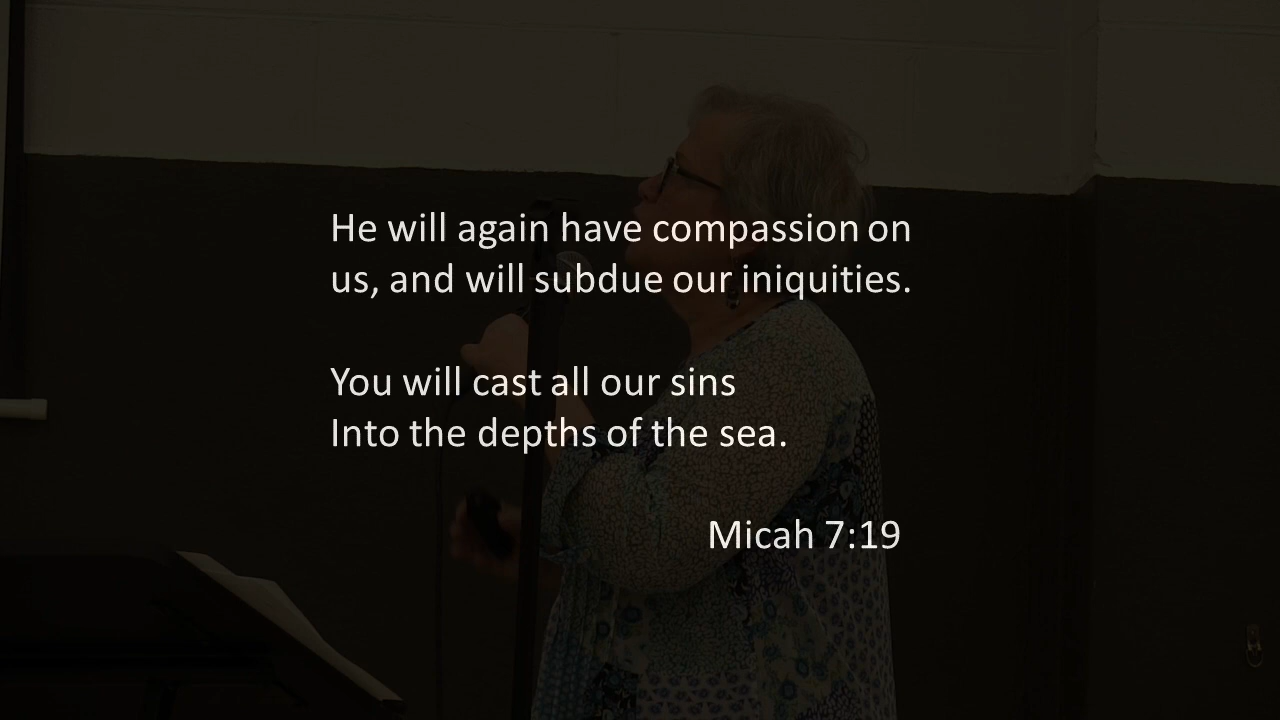 He will again have compassion on
us, and will subdue our iniquities.
You will cast all our sins
Into the depths of the sea.
Micah 7:19